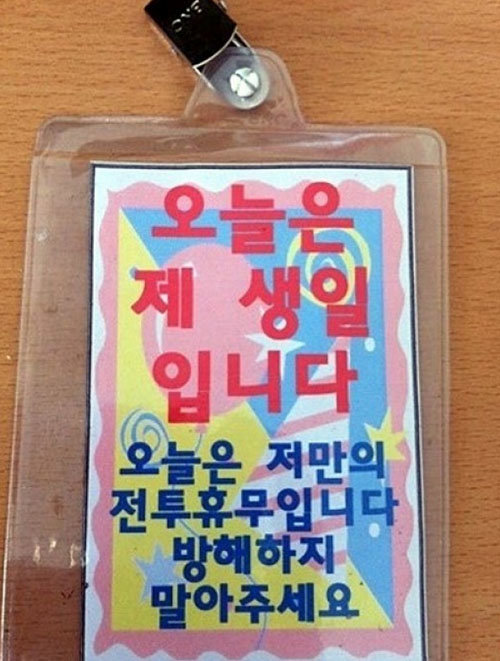 ONE
오늘은
제 생일
입니다
오늘은 저만의
전투휴무입니다
방해하지
말아주세요